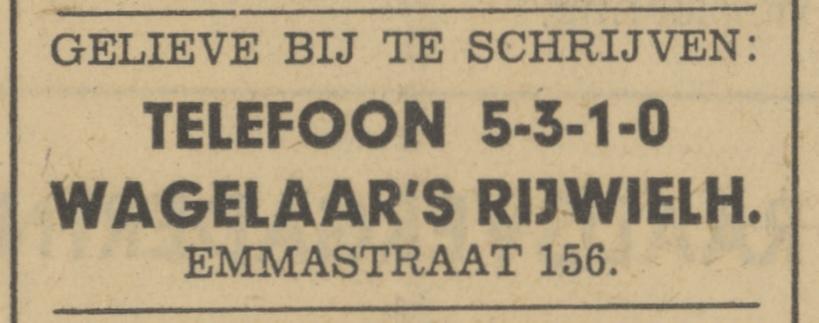 GELIEVE BIJ TE SCHRIJVEN:
TELEFOON 5-3-1-0
WAGELAAR'S RIJWIELH.
EMMASTRAAT 156.